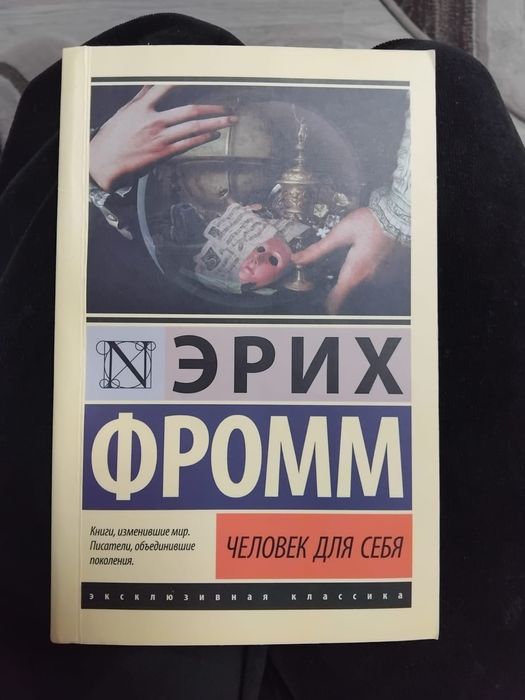 N
ЭРИХ
ФРОММ
Книги, изменившие мир.
Писатели, объединившие
поколения.
ЧЕЛОВЕК ДЛЯ СЕБЯ
эксклюзивная классика